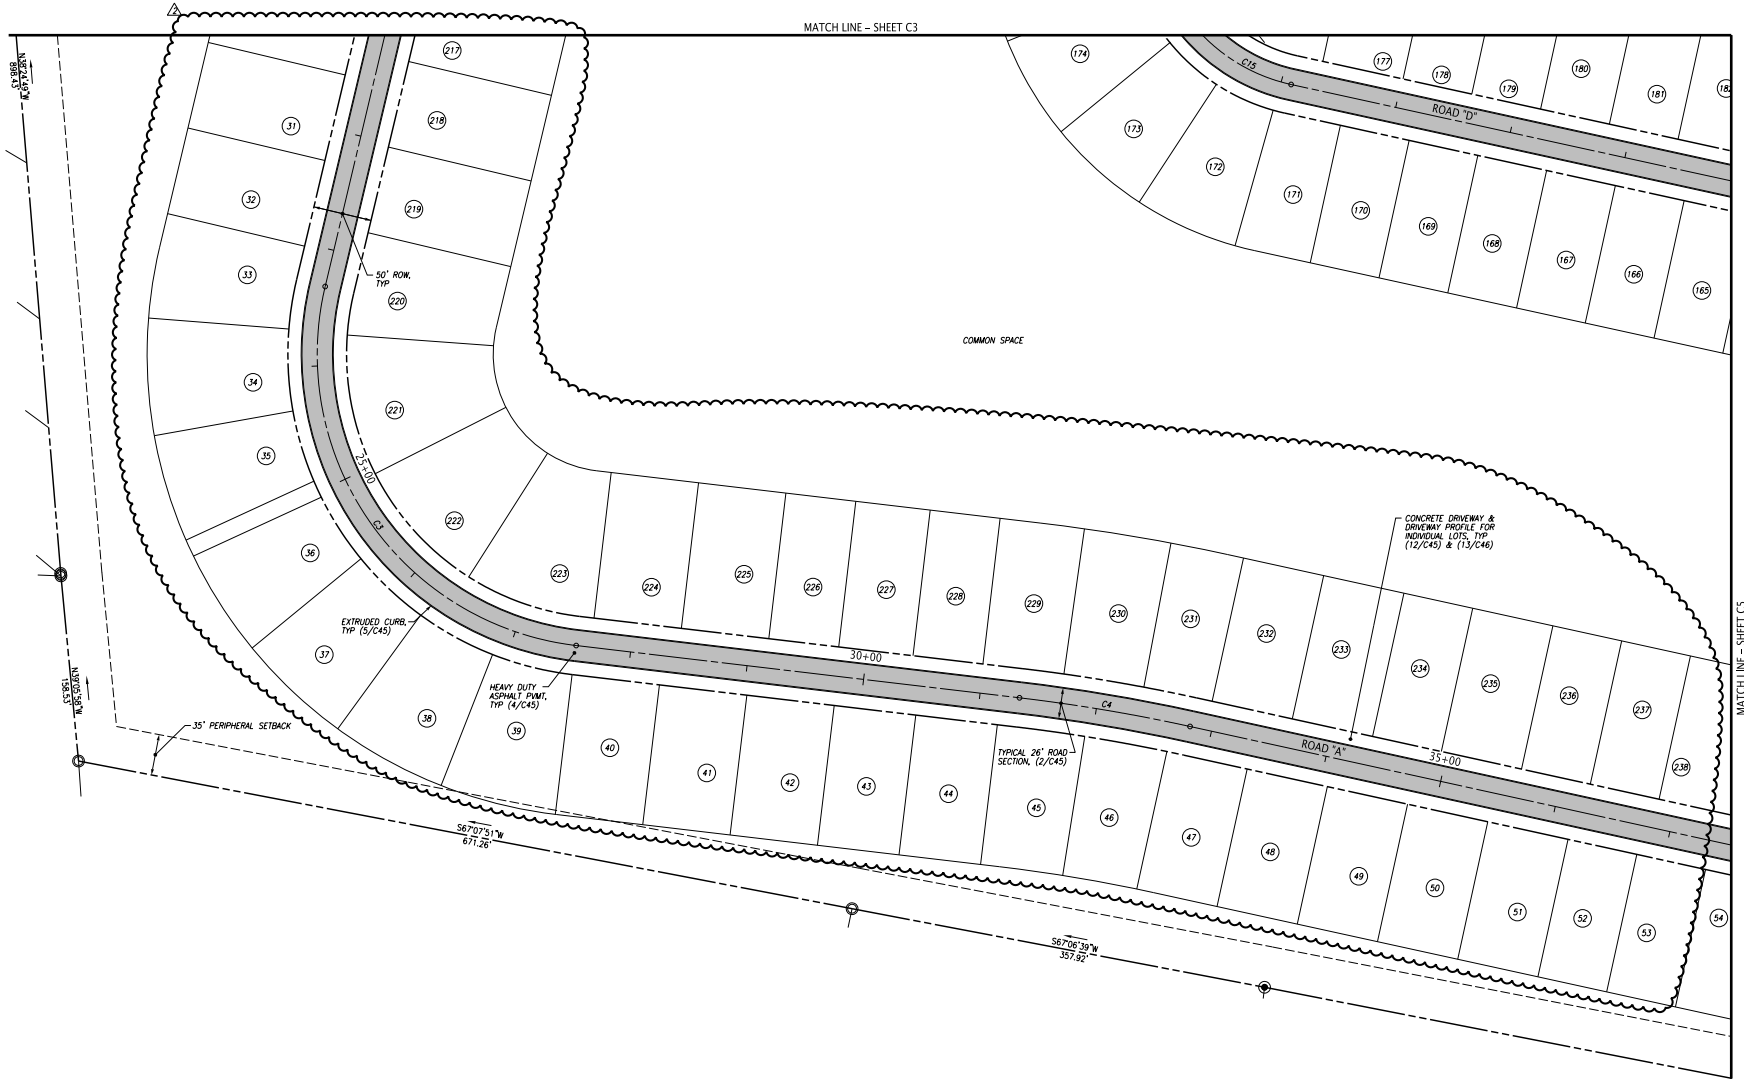 2
MATCH LINE – SHEET C3
N38°24'49"W
898.43'
217
174
C15
177
178
179
180
181
182
ROAD "D"
31
218
173
172
171
170
169
168
167
166
165
32
219
50' ROW,
TYP
33
220
COMMON SPACE
34
221
35
25+00
C3
222
36
CONCRETE DRIVEWAY &
DRIVEWAY PROFILE FOR
INDIVIDUAL LOTS, TYP
(12/C45) & (13/C46)
223
224
225
226
227
228
229
230
231
232
233
234
235
236
237
238
EXTRUDED CURB,
TYP (5/C45)
37
30+00
MATCH LINE – SHEET C5
N39°05'58"W
158.53'
HEAVY DUTY
ASPHALT PVMT,
TYP (4/C45)
C4
35' PERIPHERAL SETBACK
38
39
40
41
42
43
44
45
46
47
48
49
50
51
52
53
54
TYPICAL 26' ROAD
SECTION, (2/C45)
ROAD "A"
35+00
S67°07'51"W
671.26'
S67°06'39"W
357.92'